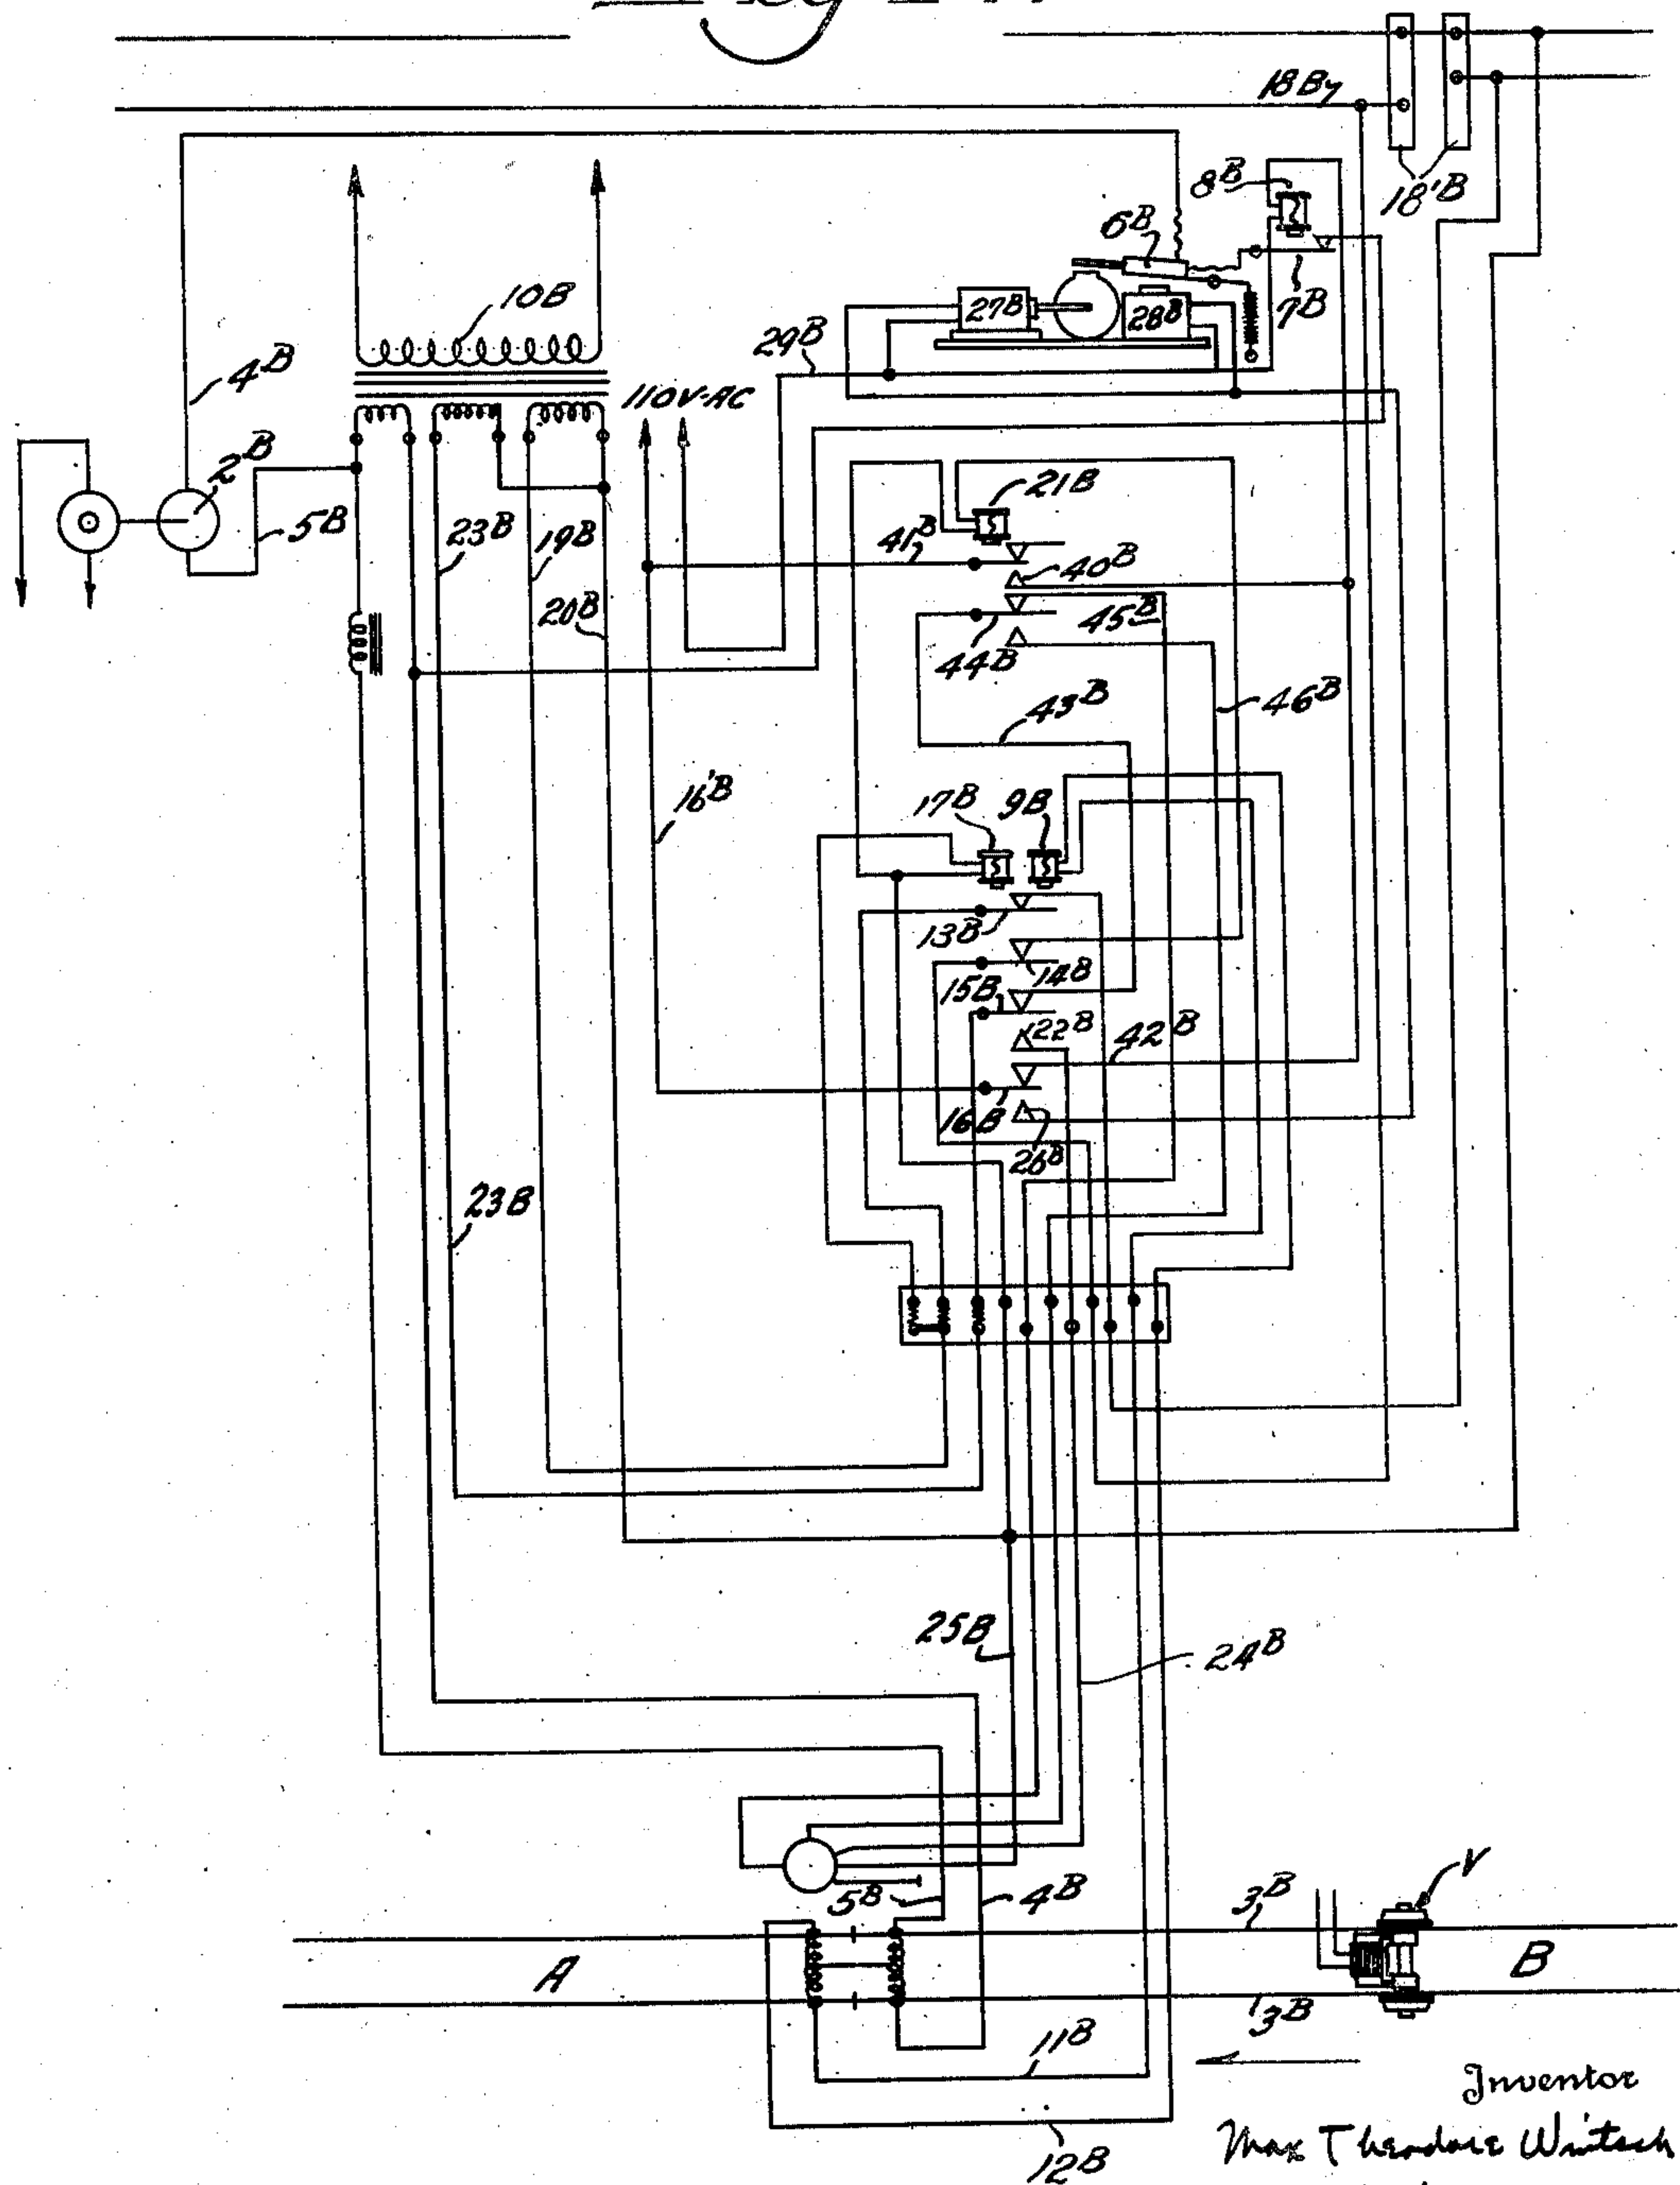 18B
18'B
8B
6B
7B
27B
28B
10B
29B
4B
110V-AC
2B
5B
23B
19B
21B
41B
40B
20B
45B
44B
46B
43B
16'B
17B
9B
13B
14B
15B
22B
42B
16B
26B
23B
25B
24B
V
5B
4B
3B
A
B
3B
11B
12B
Inventor
Max Theodore Wintsch